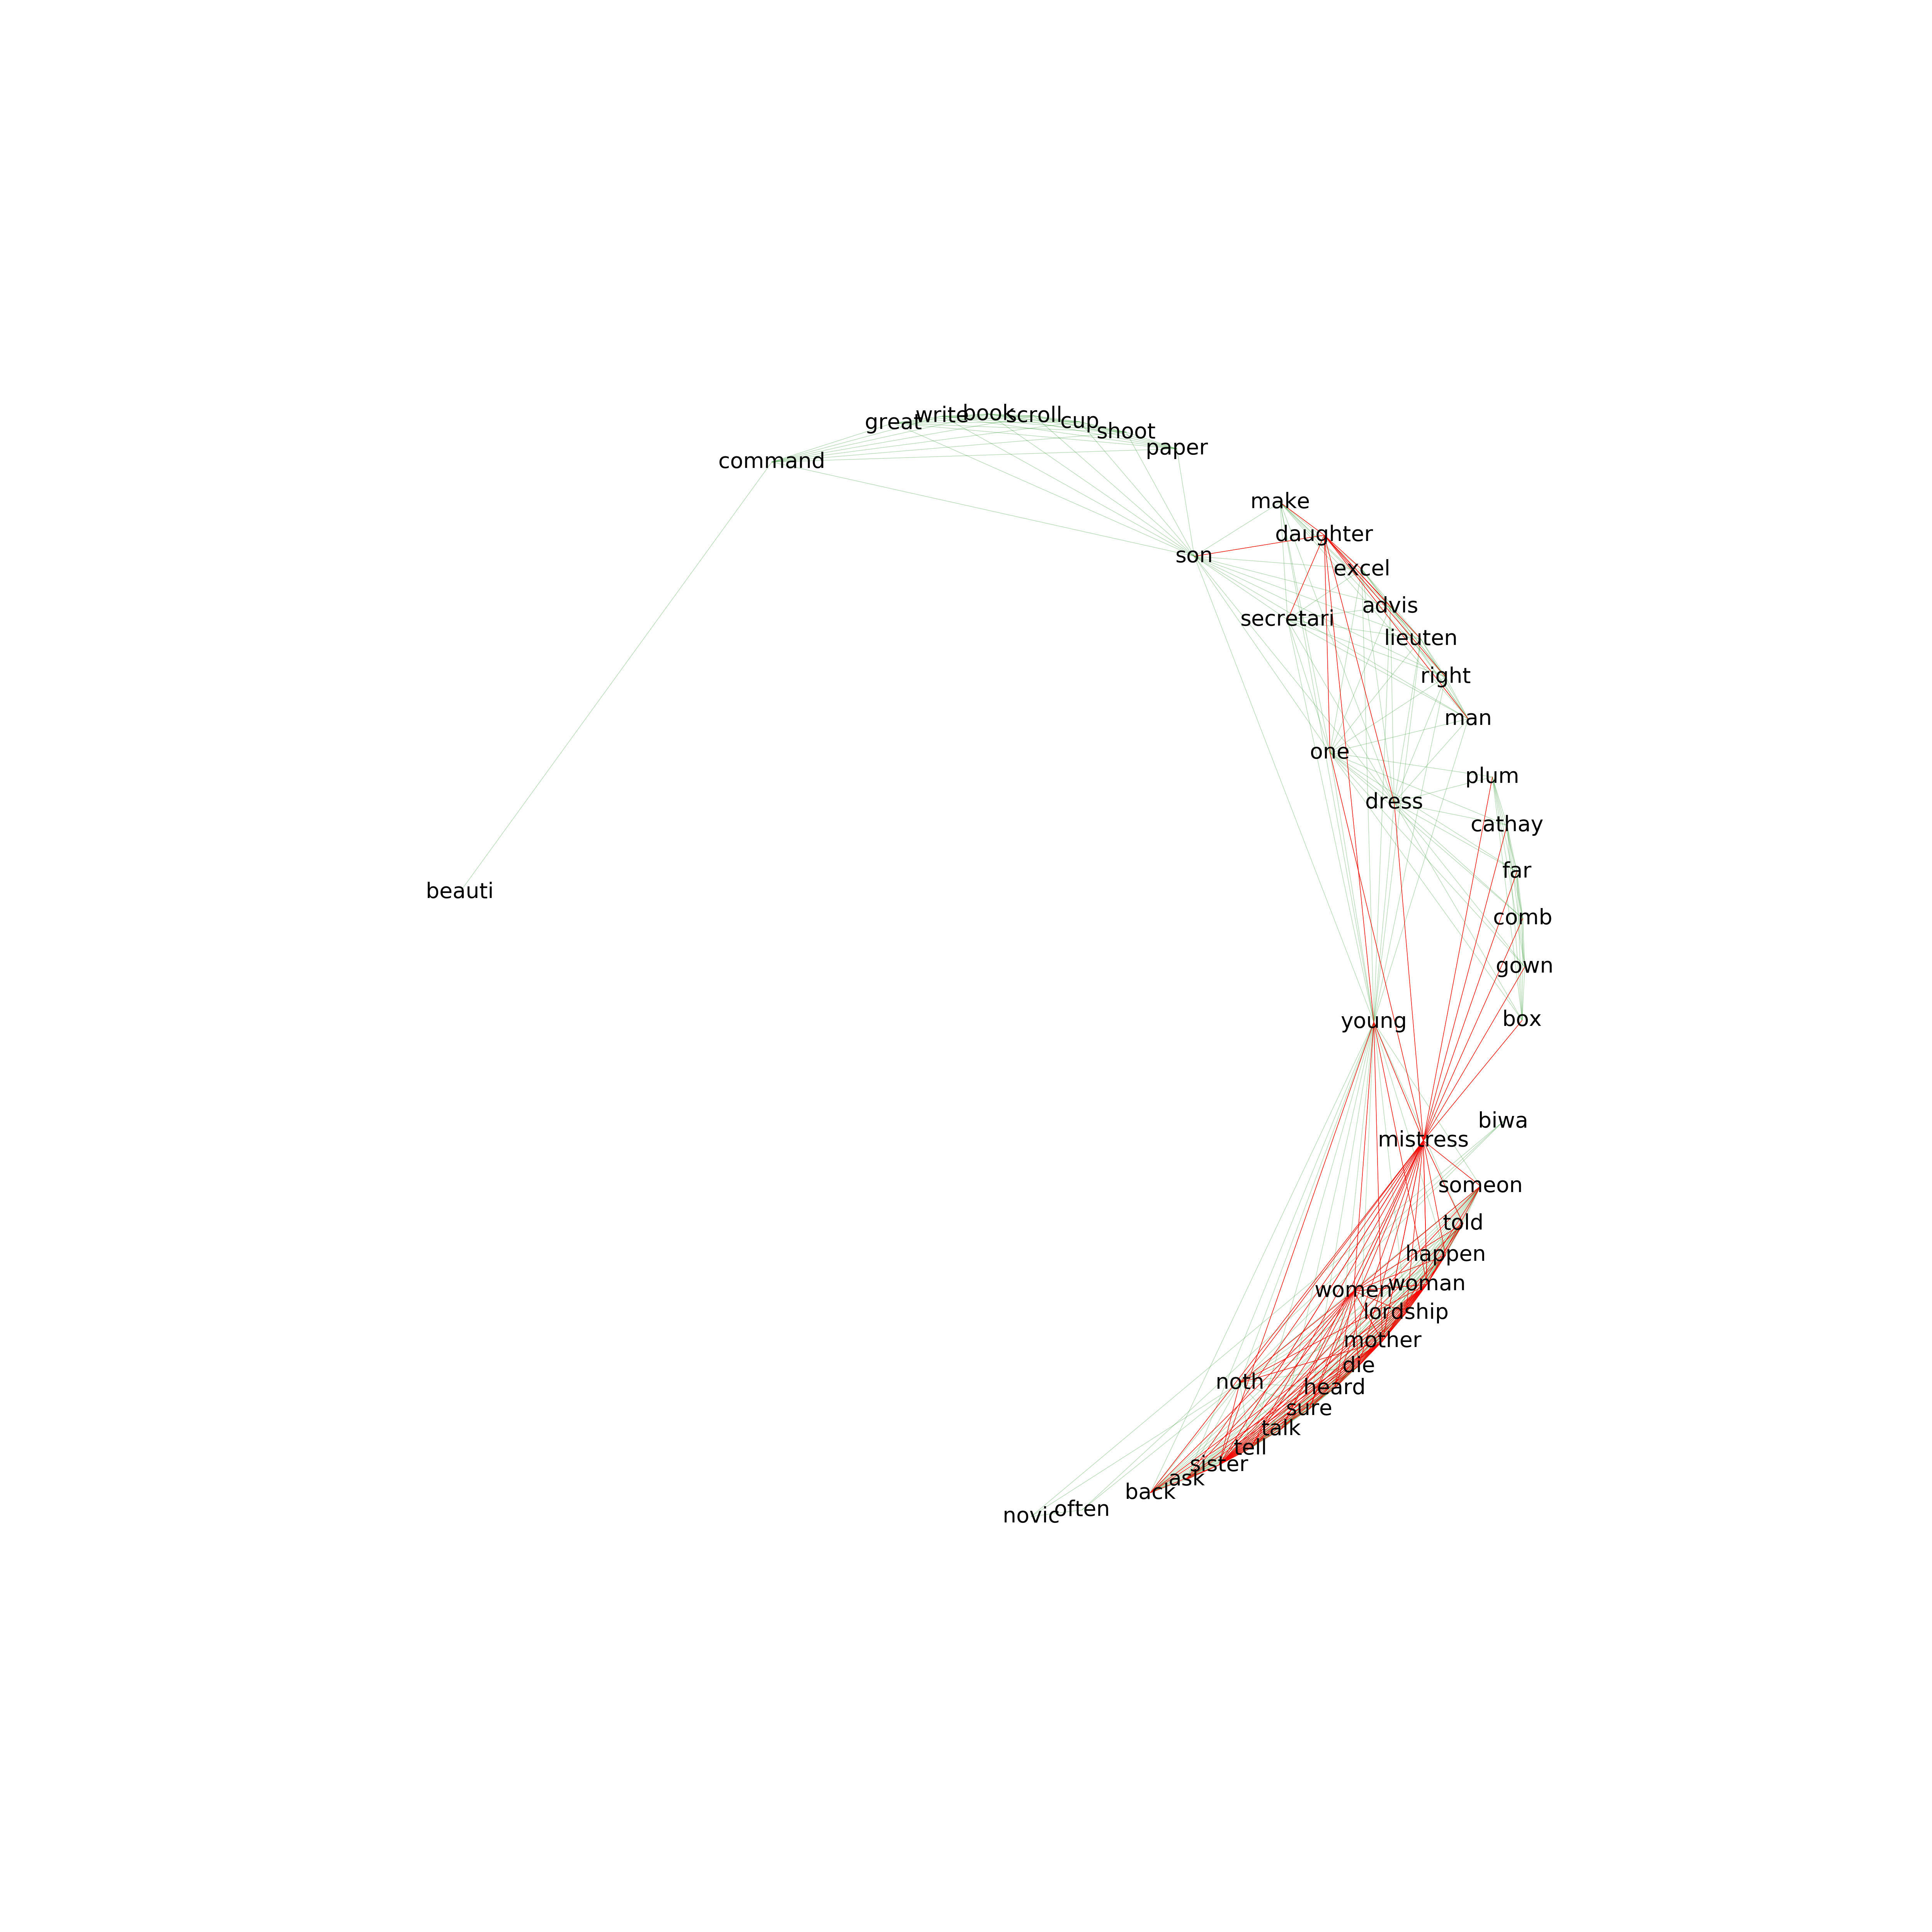 book
write
scroll
cup
great
shoot
paper
command
make
daughter
son
excel
advis
secretari
lieuten
right
man
one
plum
dress
cathay
far
beauti
comb
gown
box
young
biwa
mistress
someon
told
happen
woman
women
lordship
mother
die
noth
heard
sure
talk
tell
sister
ask
back
often
novic